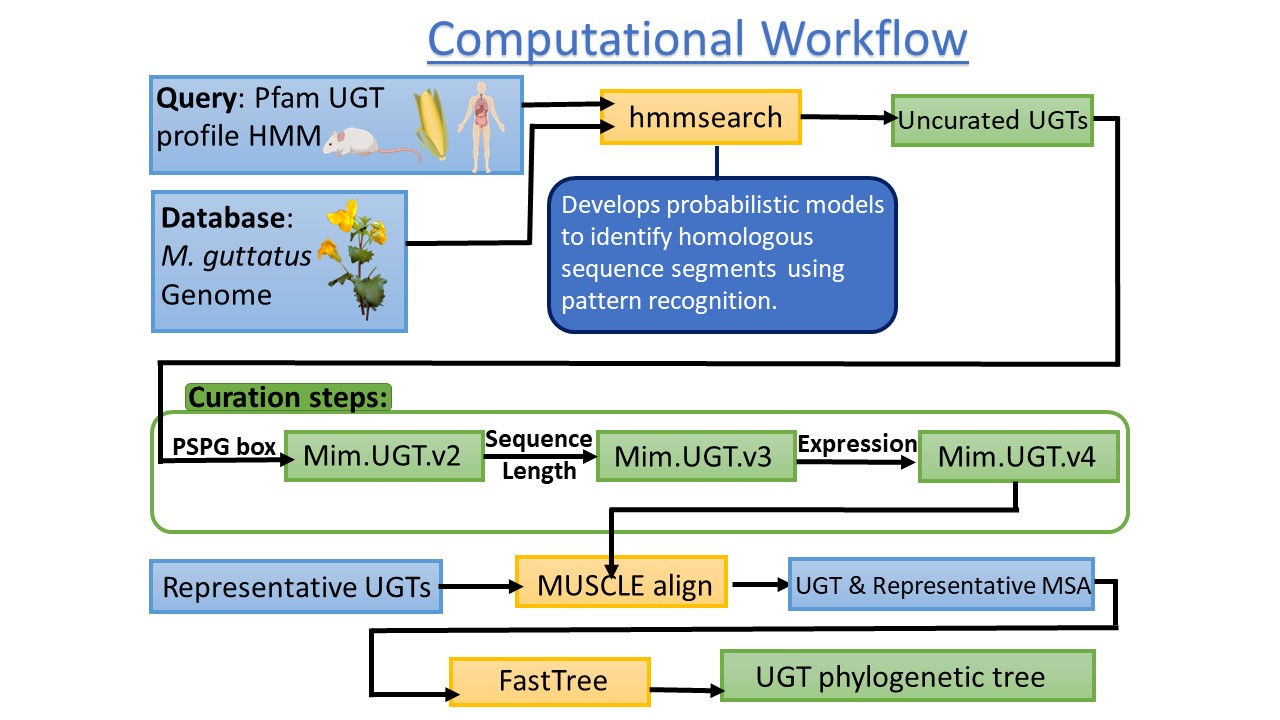 Computational Workflow
Query: Pfam UGT
profile HMM
hmmsearch
Uncurated UGTs
Database:
M. guttatus
Genome
Develops probabilistic models
to identify homologous
sequence segments using
pattern recognition.
Curation steps:
PSPG box
Mim.UGT.v2
Sequence
Length
Mim.UGT.v3
Expression
Mim.UGT.v4
Representative UGTs
MUSCLE align
UGT & Representative MSA
FastTree
UGT phylogenetic tree